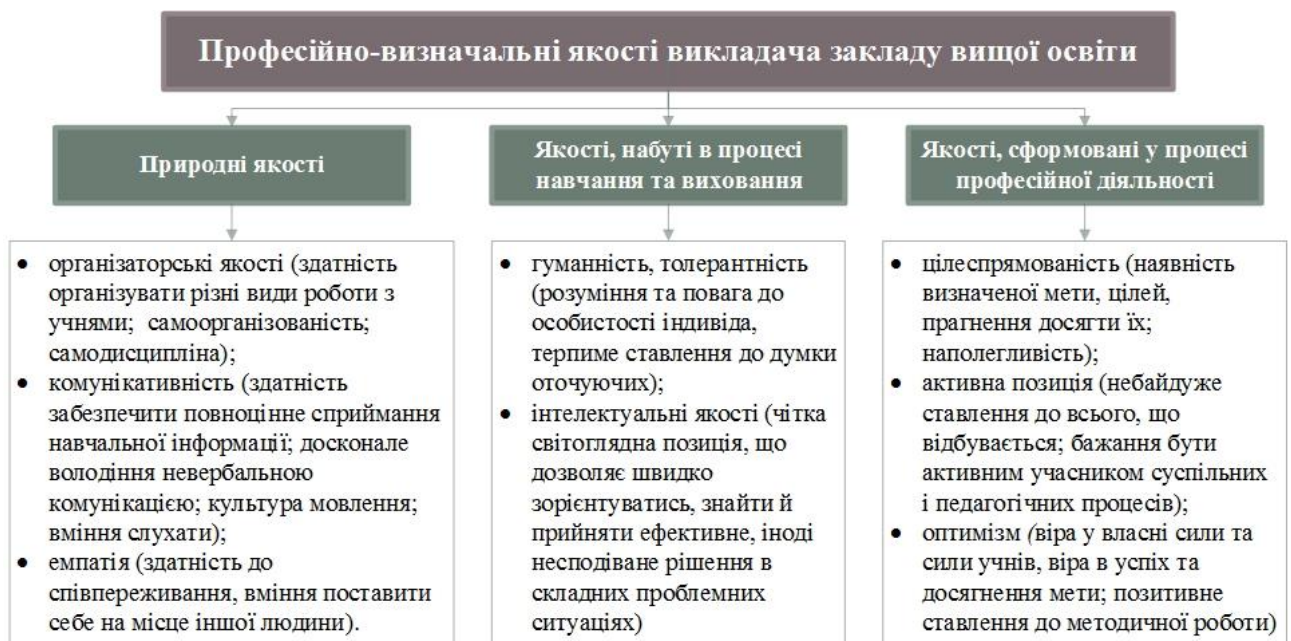 Професійно-визначальні якості викладача закладу вищої освіти
Природні якості
Якості, набуті в процесі
навчання та виховання
Якості, сформовані у процесі
професійної діяльності
• організаторські якості (здатність
організувати різні види роботи з
учнями; самоорганізованість;
самодисципліна);
• комунікативність (здатність
забезпечити повноцінне сприймання
навчальної інформації; досконале
володіння невербальною
комунікацією; культура мовлення;
вміння слухати);
• емпатія (здатність до
співпереживання, вміння поставити
себе на місце іншої людини).
• гуманність, толерантність
(розуміння та повага до
особистості індивіда,
терпиме ставлення до думки
оточуючих);
• інтелектуальні якості (чітка
світоглядна позиція, що
дозволяє швидко
зорієнтуватись, знайти й
прийняти ефективне, іноді
несподіване рішення в
складних проблемних
ситуаціях)
• цілеспрямованість (наявність
визначеної мети, цілей,
прагнення досягти їх;
наполегливість);
• активна позиція (небайдуже
ставлення до всього, що
відбувається; бажання бути
активним учасником суспільних
і педагогічних процесів);
• оптимізм (віра у власні сили та
сили учнів, віра в успіх та
досягнення мети; позитивне
ставлення до методичної роботи)